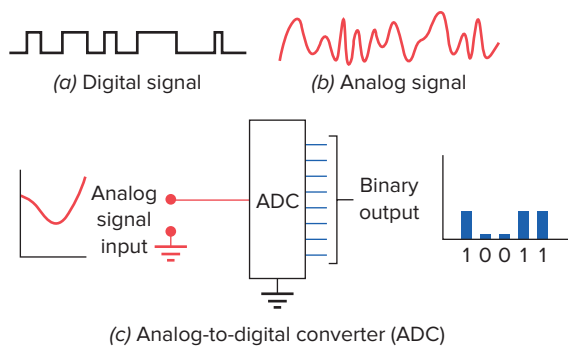 (a) Digital signal
(b) Analog signal
Analog
signal
input
ADC
Binary
output
1 0 0 1 1
(c) Analog-to-digital converter (ADC)